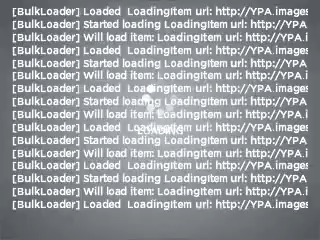 [BulkLoader] Loaded  LoadingItem url: http://YPA.images
[BulkLoader] Started loading LoadingItem url: http://YPA
[BulkLoader] Will load item: LoadingItem url: http://YPA.i
[BulkLoader] Loaded  LoadingItem url: http://YPA.images
[BulkLoader] Started loading LoadingItem url: http://YPA
[BulkLoader] Will load item: LoadingItem url: http://YPA.i
[BulkLoader] Loaded  LoadingItem url: http://YPA.images
[BulkLoader] Started loading LoadingItem url: http://YPA
[BulkLoader] Will load item: LoadingItem url: http://YPA.i
[BulkLoader] Loaded  LoadingItem url: http://YPA.images
LOADING
[BulkLoader] Started loading LoadingItem url: http://YPA
[BulkLoader] Will load item: LoadingItem url: http://YPA.i
[BulkLoader] Loaded  LoadingItem url: http://YPA.images
[BulkLoader] Started loading LoadingItem url: http://YPA
[BulkLoader] Will load item: LoadingItem url: http://YPA.i
[BulkLoader] Loaded  LoadingItem url: http://YPA.images